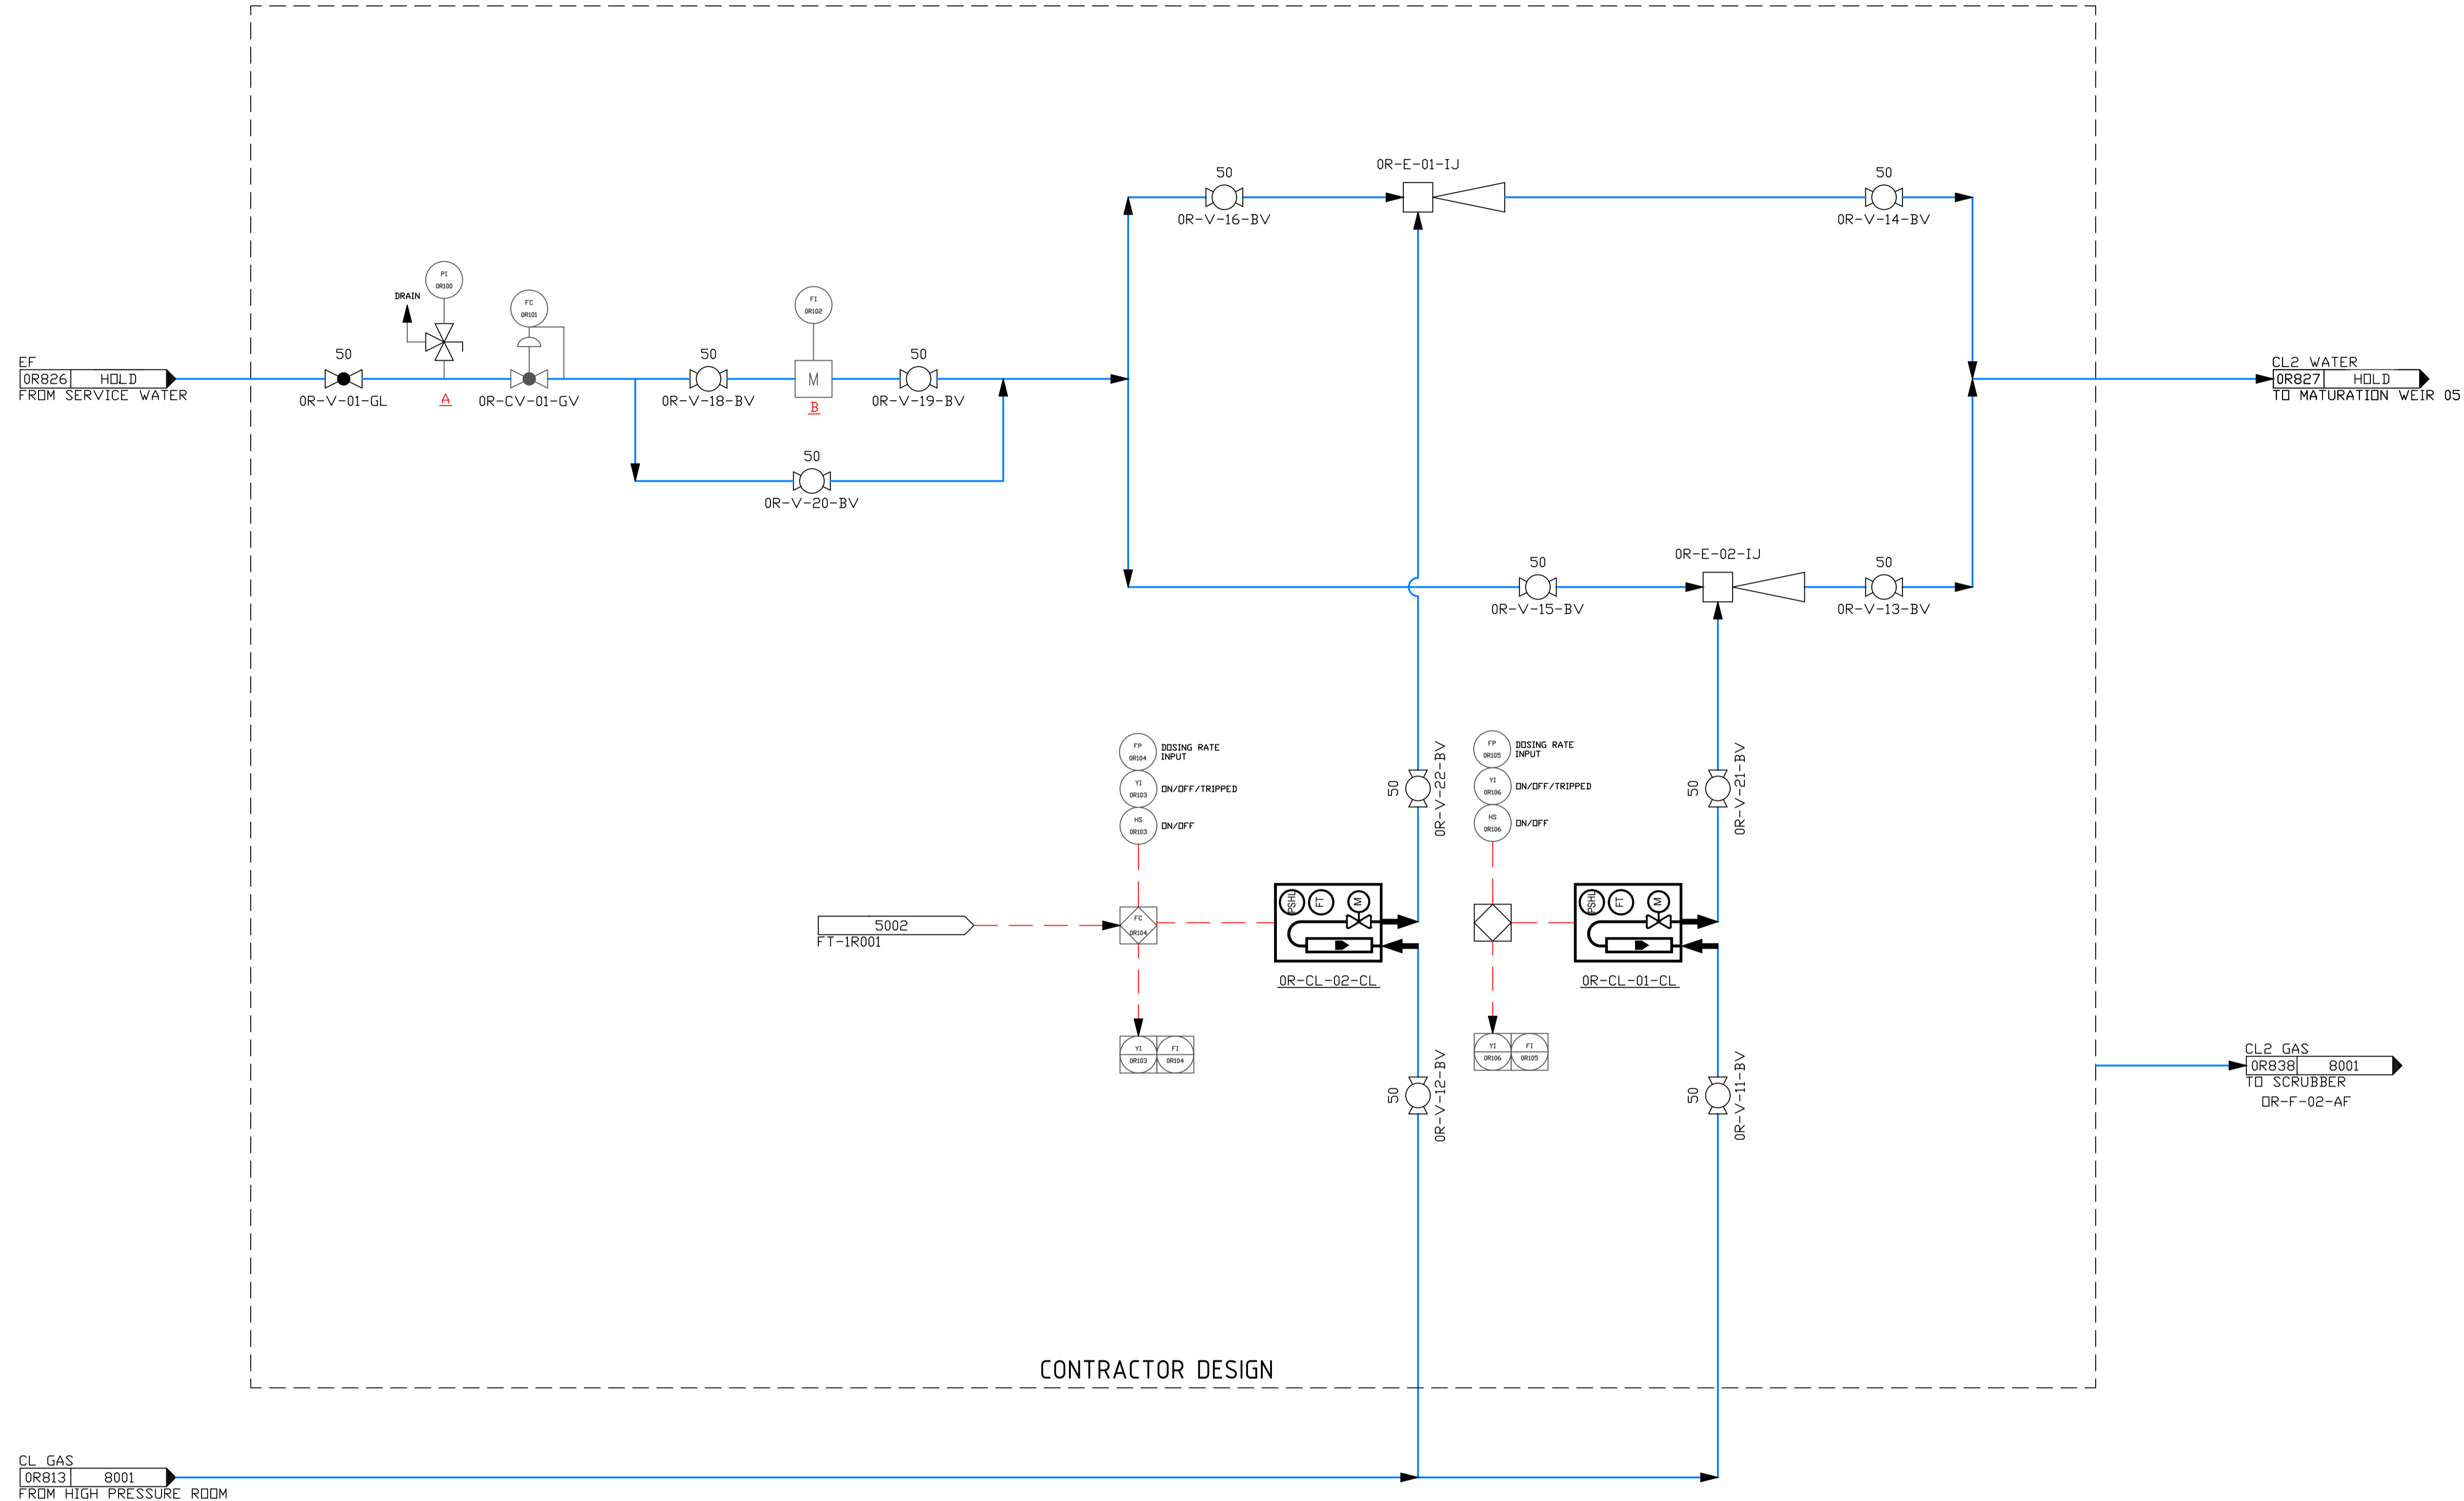 50
0R-V-16-BV
0R-E-01-IJ
50
0R-V-14-BV
PI
0R100
DRAIN
FC
0R101
FI
0R102
EF
0R826 HOLD
FROM SERVICE WATER
50
0R-V-01-GL
A
0R-CV-01-GV
50
0R-V-18-BV
M
B
50
0R-V-19-BV
50
0R-V-20-BV
CL2 WATER
0R827 HOLD
TO MATURATION WEIR 05
50
0R-V-15-BV
0R-E-02-IJ
50
0R-V-13-BV
FP
0R104
DOSING RATE
INPUT
YI
0R103
ON/OFF/TRIPPED
HS
0R103
ON/OFF
50
0R-V-22-BV
FP
0R105
DOSING RATE
INPUT
YI
0R106
ON/OFF/TRIPPED
HS
0R106
ON/OFF
50
0R-V-21-BV
5002
FT-1R001
FC
0R104
PSHL
FT
M
0R-CL-02-CL
PSHL
FT
M
0R-CL-01-CL
YI
0R103
FI
0R104
YI
0R106
FI
0R105
50
0R-V-12-BV
50
0R-V-11-BV
CL2 GAS
0R838 8001
TO SCRUBBER
OR-F-02-AF
CONTRACTOR DESIGN
CL GAS
0R813 8001
FROM HIGH PRESSURE ROOM